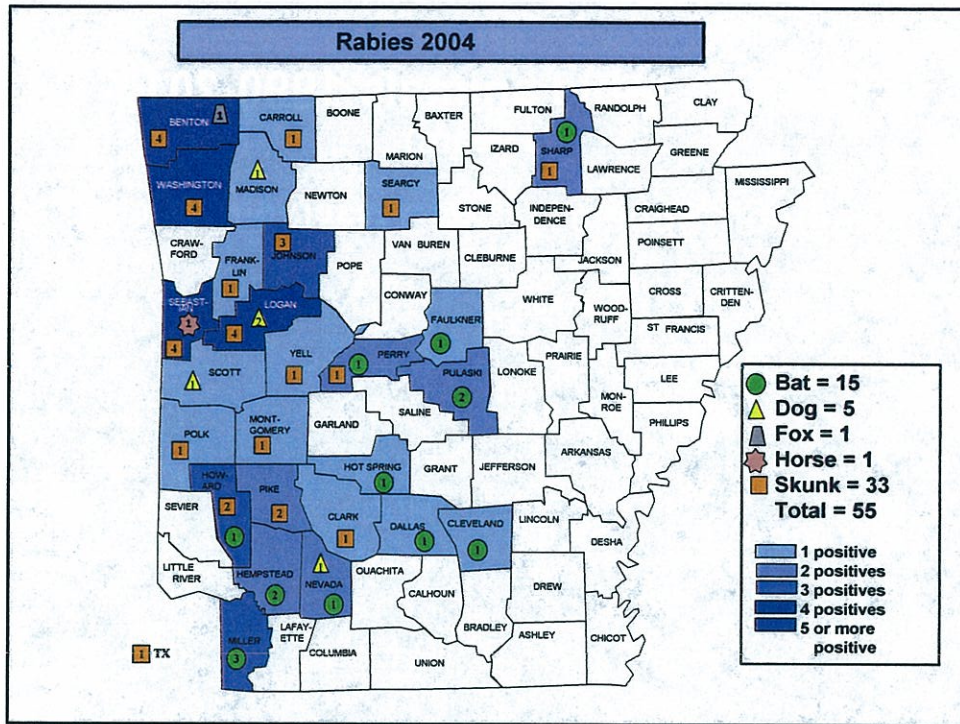 Rabies 2004
BENTON 1 4
CARROLL 1
BOONE
BAXTER
FULTON
RANDOLPH
CLAY
MARION
IZARD
1
SHARP
1
LAWRENCE
GREENE
WASHINGTON
4
1
MADISON
NEWTON
SEARCY
1
STONE
INDEPEN-
DENCE
CRAIGHEAD
MISSISSIPPI
CRAW-
FORD
FRANK-
LIN
1
3
JOHNSON
POPE
VAN BUREN
CLEBURNE
JACKSON
POINSETT
SEBAST-
IAN
1
4
LOGAN
2
4
CONWAY
FAULKNER
1
WHITE
WOOD-
RUFF
CROSS
CRITTEN-
DEN
ST FRANCIS
SCOTT
1
YELL
1
PERRY
1
1
PULASKI
2
LONOKE
PRAIRIE
LEE
MON-
ROE
PHILLIPS
POLK
1
MONT-
GOMERY
1
GARLAND
SALINE
HOT SPRING
1
GRANT
JEFFERSON
ARKANSAS
SEVIER
HOW-
ARD
2
1
PIKE
2
CLARK
1
DALLAS
1
CLEVELAND
1
LINCOLN
DESHA
LITTLE
RIVER
HEMPSTEAD
2
1
NEVADA
1
OUACHITA
CALHOUN
BRADLEY
DREW
MILLER
3
LAFAY-
ETTE
COLUMBIA
UNION
ASHLEY
CHICOT
1 TX
Bat = 15
Dog = 5
Fox = 1
Horse = 1
Skunk = 33
Total = 55
1 positive
2 positives
3 positives
4 positives
5 or more
positive